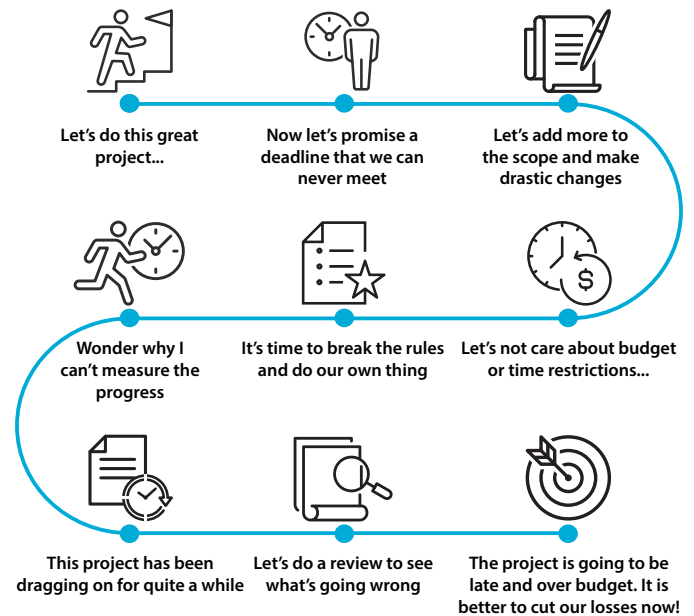 Let's do this great
project...
Now let's promise a
deadline that we can
never meet
Let's add more to
the scope and make
drastic changes
$
Let's not care about budget
or time restrictions...
It's time to break the rules
and do our own thing
Wonder why I
can't measure the
progress
This project has been
dragging on for quite a while
Let's do a review to see
what's going wrong
The project is going to be
late and over budget. It is
better to cut our losses now!